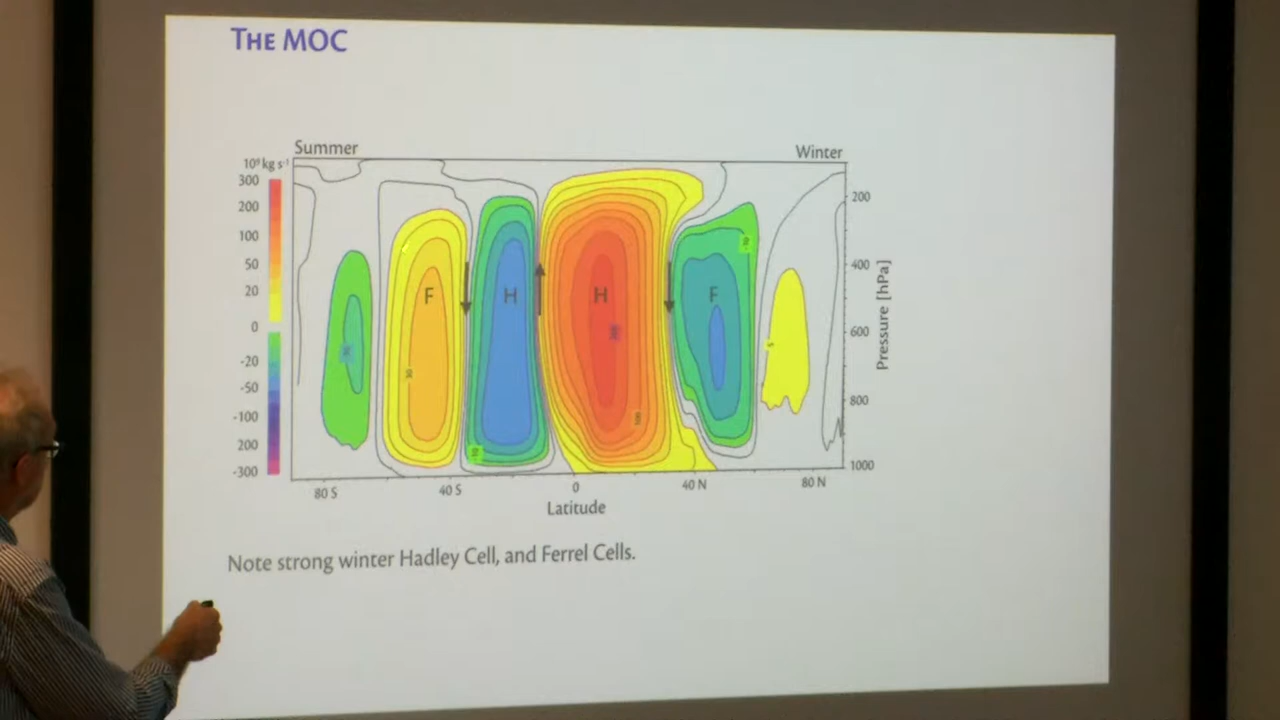 THE MOC
Summer
Winter
10⁹ kg s⁻¹
300
200
100
50
20
0
-20
-50
-100
200
-300
F
H
H
F
200
400
600
800
1000
Pressure [hPa]
80 S
40 S
0
40 N
80 N
Latitude
Note strong winter Hadley Cell, and Ferrel Cells.